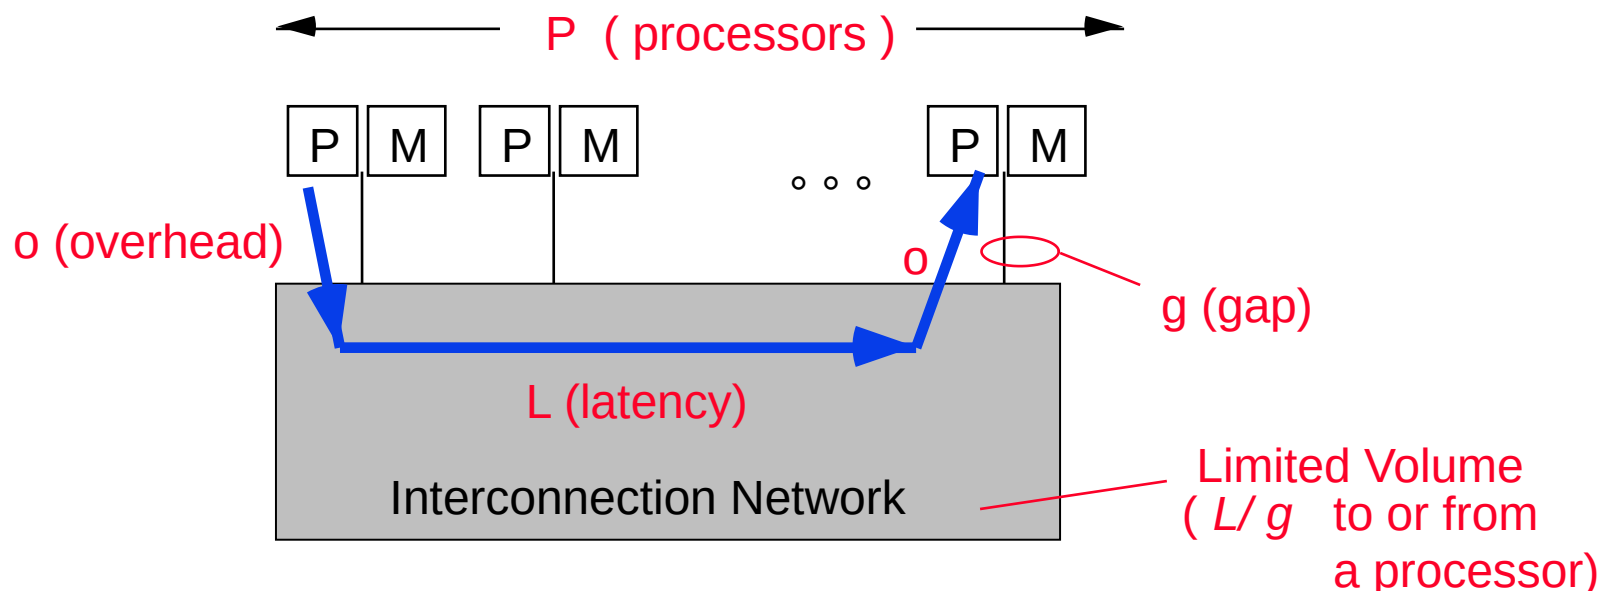 P ( processors )
P M P M P M
o (overhead)
o
g (gap)
L (latency)
Interconnection Network
Limited Volume
( L/ g to or from
a processor)